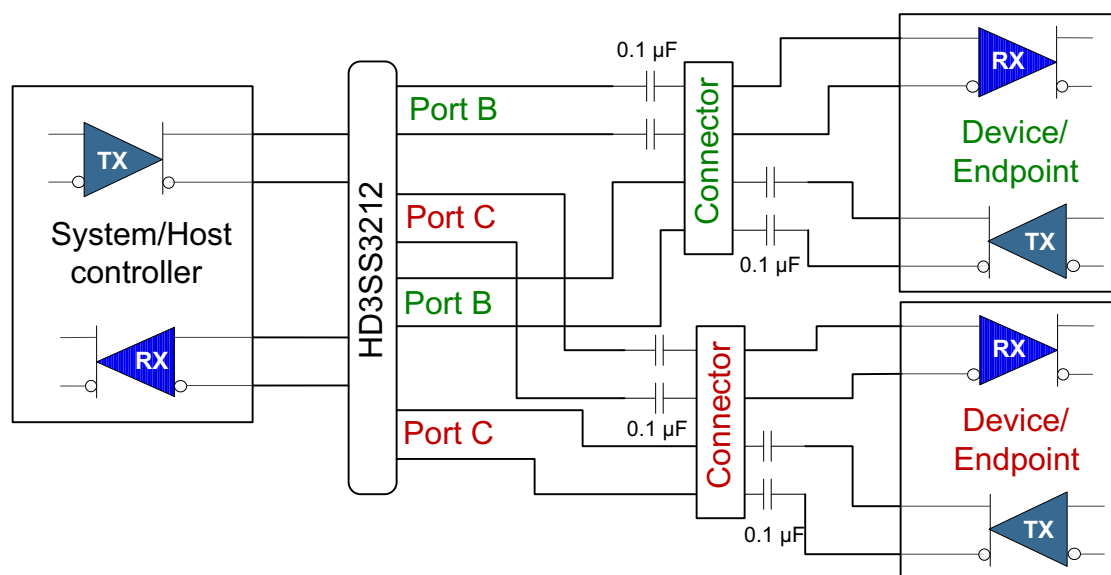 TX
System/Host
controller
RX
HD3SS3212
Port B
Port C
Port B
Port C
0.1 µF
Connector
0.1 µF
0.1 µF
Connector
0.1 µF
RX
Device/
Endpoint
TX
RX
Device/
Endpoint
TX